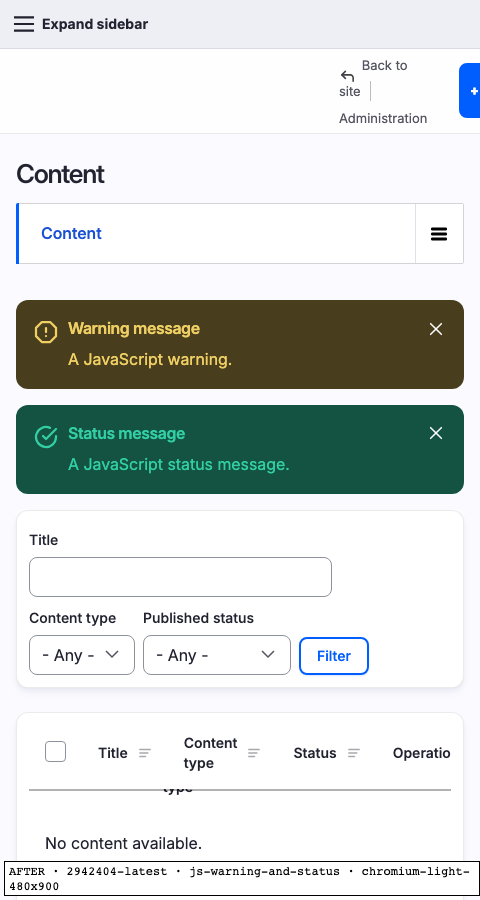 Expand sidebar
Back to
site
Administration
+
Content
Content
Warning message
A JavaScript warning.
Status message
A JavaScript status message.
Title
Content type Published status
- Any - - Any - Filter
Title Content
type Status Operatio
type
No content available.
AFTER · 2942404-latest · js-warning-and-status · chromium-light-
480x900